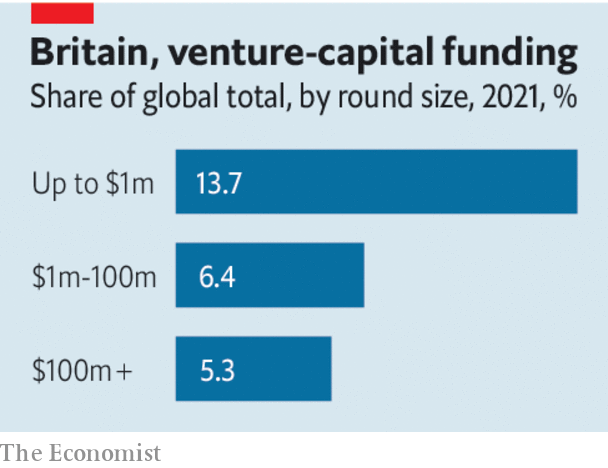 Britain, venture-capital funding
Share of global total, by round size, 2021, %
Up to $1m 13.7
$1m-100m 6.4
$100m+ 5.3
The Economist